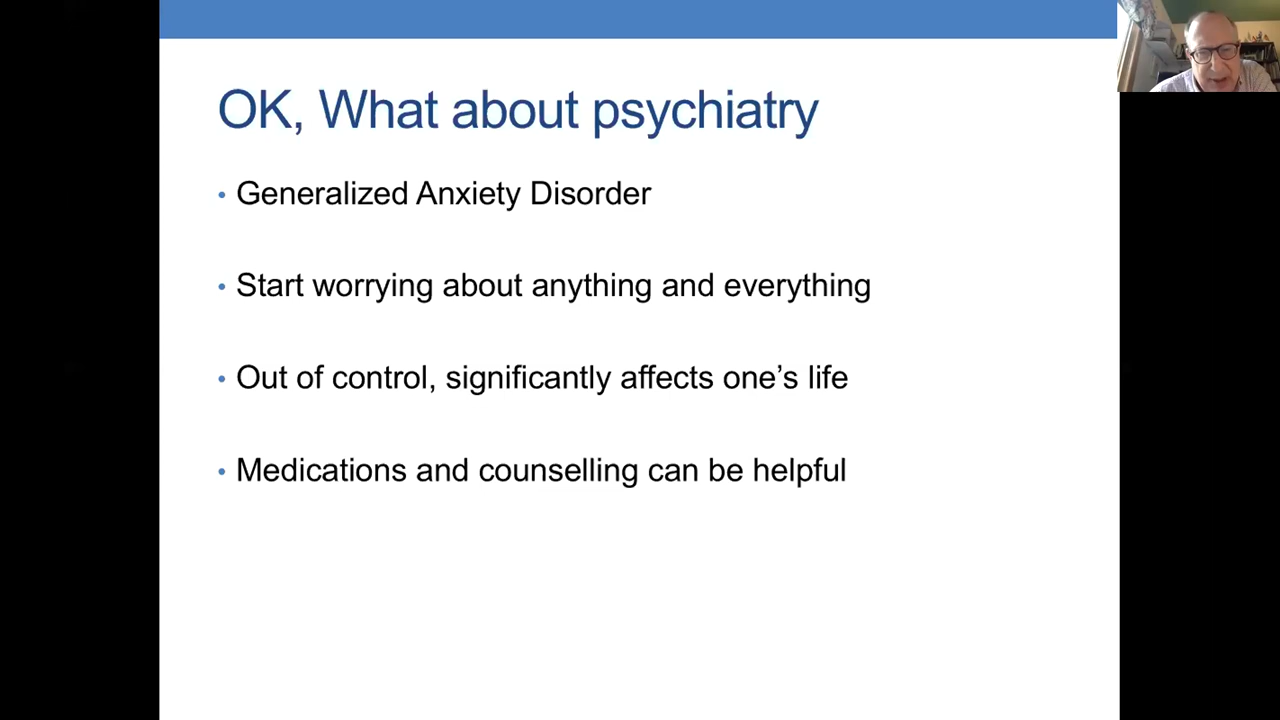 OK, What about psychiatry
• Generalized Anxiety Disorder
• Start worrying about anything and everything
• Out of control, significantly affects one’s life
• Medications and counselling can be helpful